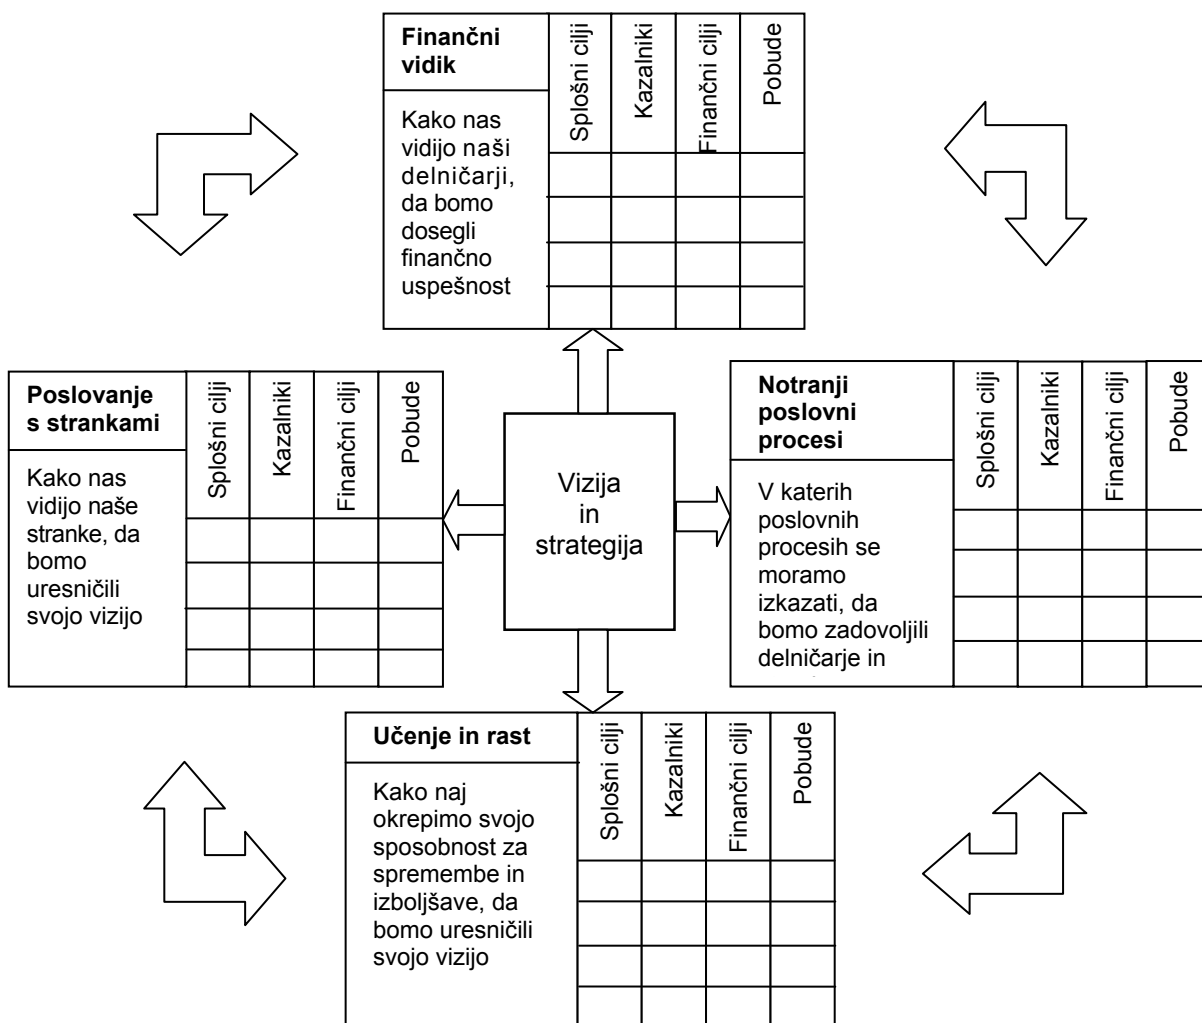 Finančni
vidik
Kako nas
vidijo naši
delničarji,
da bomo
dosegli
finančno
uspešnost
Splošni cilji
Kazalniki
Finančni cilji
Pobude
Poslovanje
s strankami
Kako nas
vidijo naše
stranke, da
bomo
uresničili
svojo vizijo
Splošni cilji
Kazalniki
Finančni cilji
Pobude
Vizija
in
strategija
Notranji
poslovni
procesi
V katerih
poslovnih
procesih se
moramo
izkazati, da
bomo zadovoljili
delničarje in
Splošni cilji
Kazalniki
Finančni cilji
Pobude
Učenje in rast
Kako naj
okrepimo svojo
sposobnost za
spremembe in
izboljšave, da
bomo uresničili
svojo vizijo
Splošni cilji
Kazalniki
Finančni cilji
Pobude